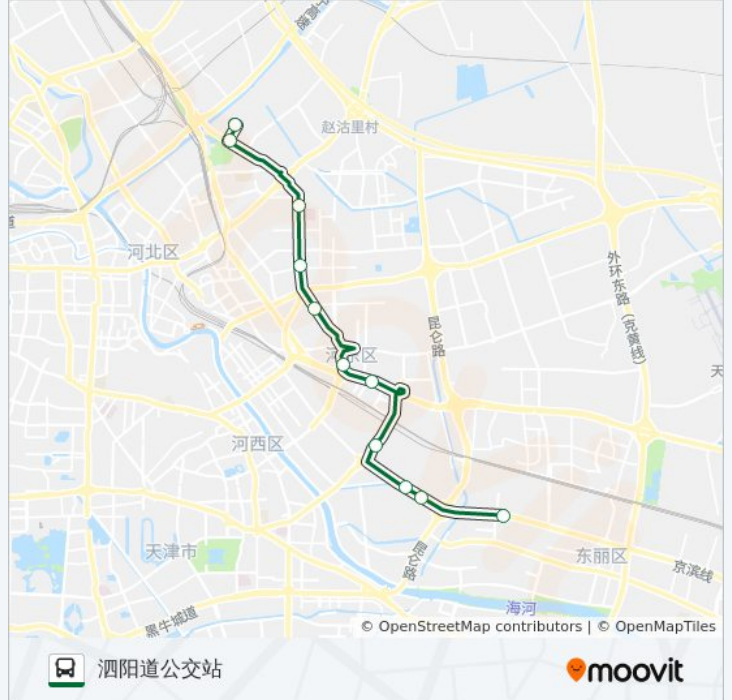 赵沽里村
道
河北区
外环东路（克黄线）
昆仑路
河东区
天
河西区
天津市
昆仑路
东丽区
京滨线
海河
黑牛城道
© OpenStreetMap contributors | © OpenMapTiles
泗阳道公交站
moovit